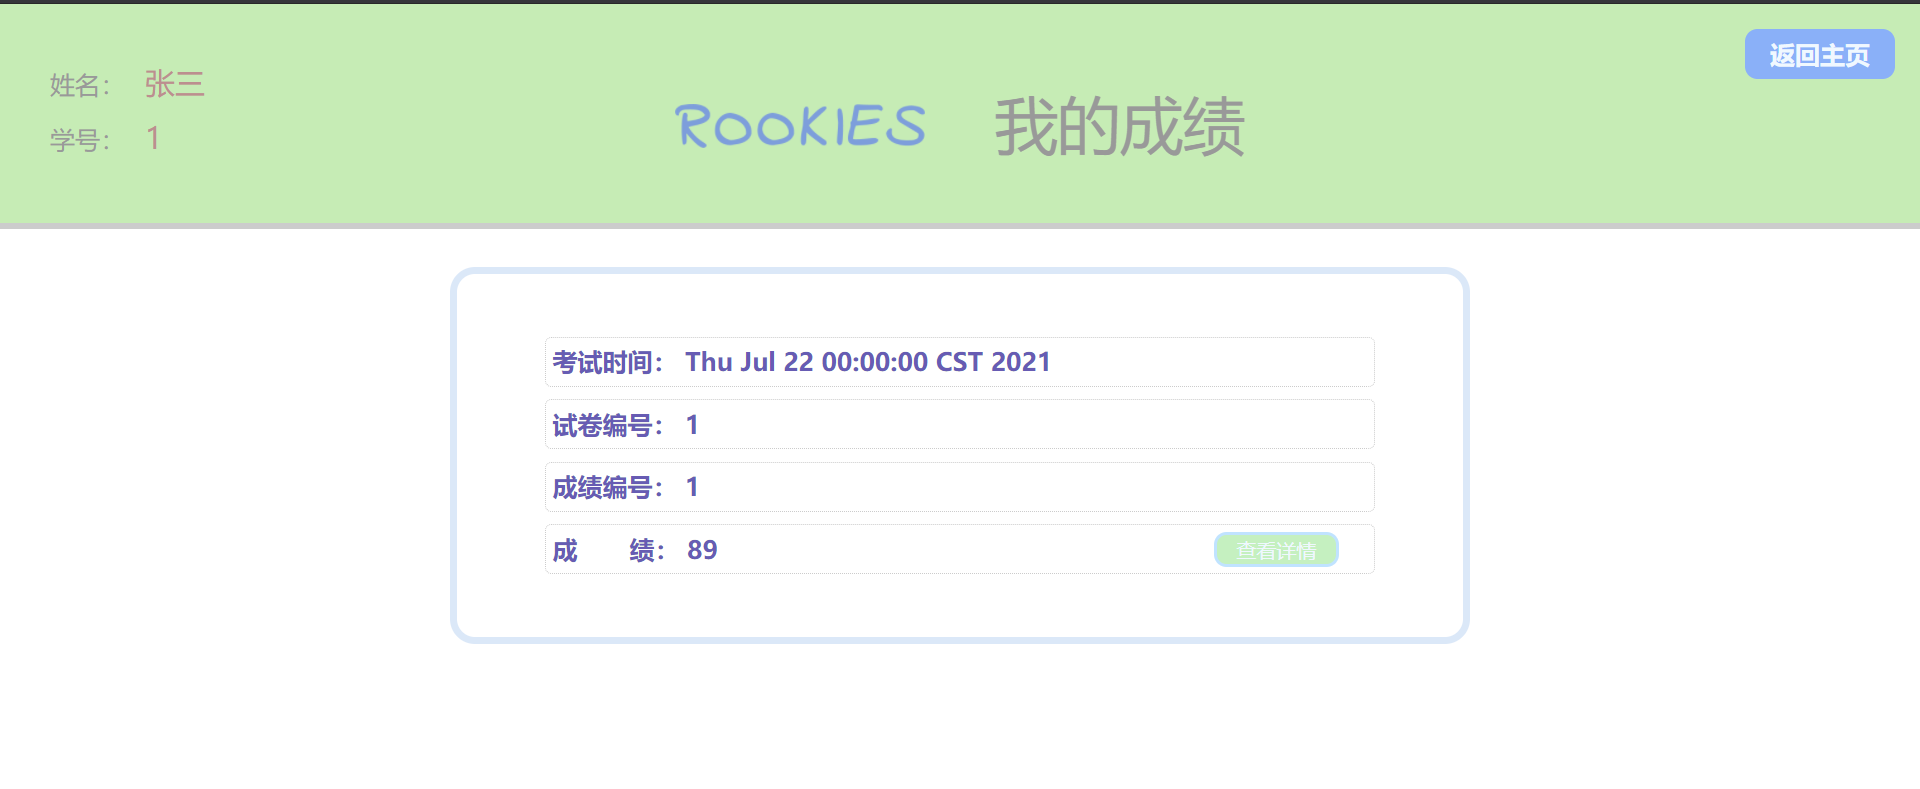 返回主页
姓名： 张三
学号： 1
ROOKIES 我的成绩
考试时间： Thu Jul 22 00:00:00 CST 2021
试卷编号： 1
成绩编号： 1
成 绩： 89 查看详情